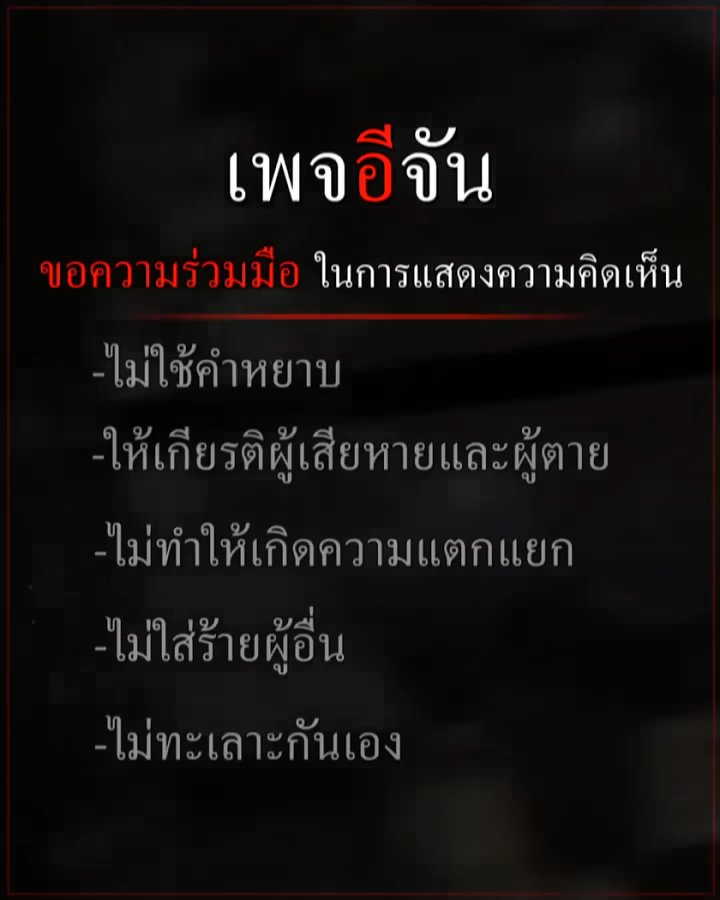 เพจอีจัน
ขอความร่วมมือ ในการแสดงความคิดเห็น
-ไม่ใช้คำหยาบ
-ให้เกียรติผู้เสียหายและผู้ตาย
-ไม่ทำให้เกิดความแตกแยก
-ไม่ใส่ร้ายผู้อื่น
-ไม่ทะเลาะกันเอง